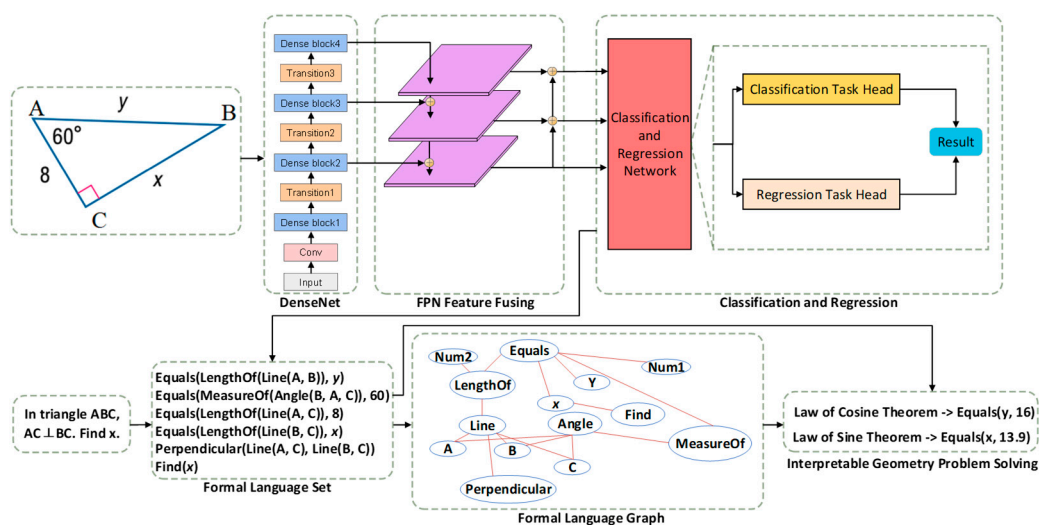 A
y
B
60°
8
x
C
Dense block4
Transition3
Dense block3
Transition2
Dense block2
Transition1
Dense block1
Conv
Input
DenseNet
FPN Feature Fusing
Classification
and
Regression
Network
Classification Task Head
Result
Regression Task Head
Classification and Regression
In triangle ABC,
AC⊥BC. Find x.
Equals(LengthOf(Line(A, B)), y)
Equals(MeasureOf(Angle(B, A, C)), 60)
Equals(LengthOf(Line(A, C)), 8)
Equals(LengthOf(Line(B, C)), x)
Perpendicular(Line(A, C), Line(B, C))
Find(x)
Formal Language Set
Num2
Equals
Num1
LengthOf
Y
x
Find
Line
Angle
MeasureOf
A
B
C
Perpendicular
Formal Language Graph
Law of Cosine Theorem -> Equals(y, 16)
Law of Sine Theorem -> Equals(x, 13.9)
Interpretable Geometry Problem Solving